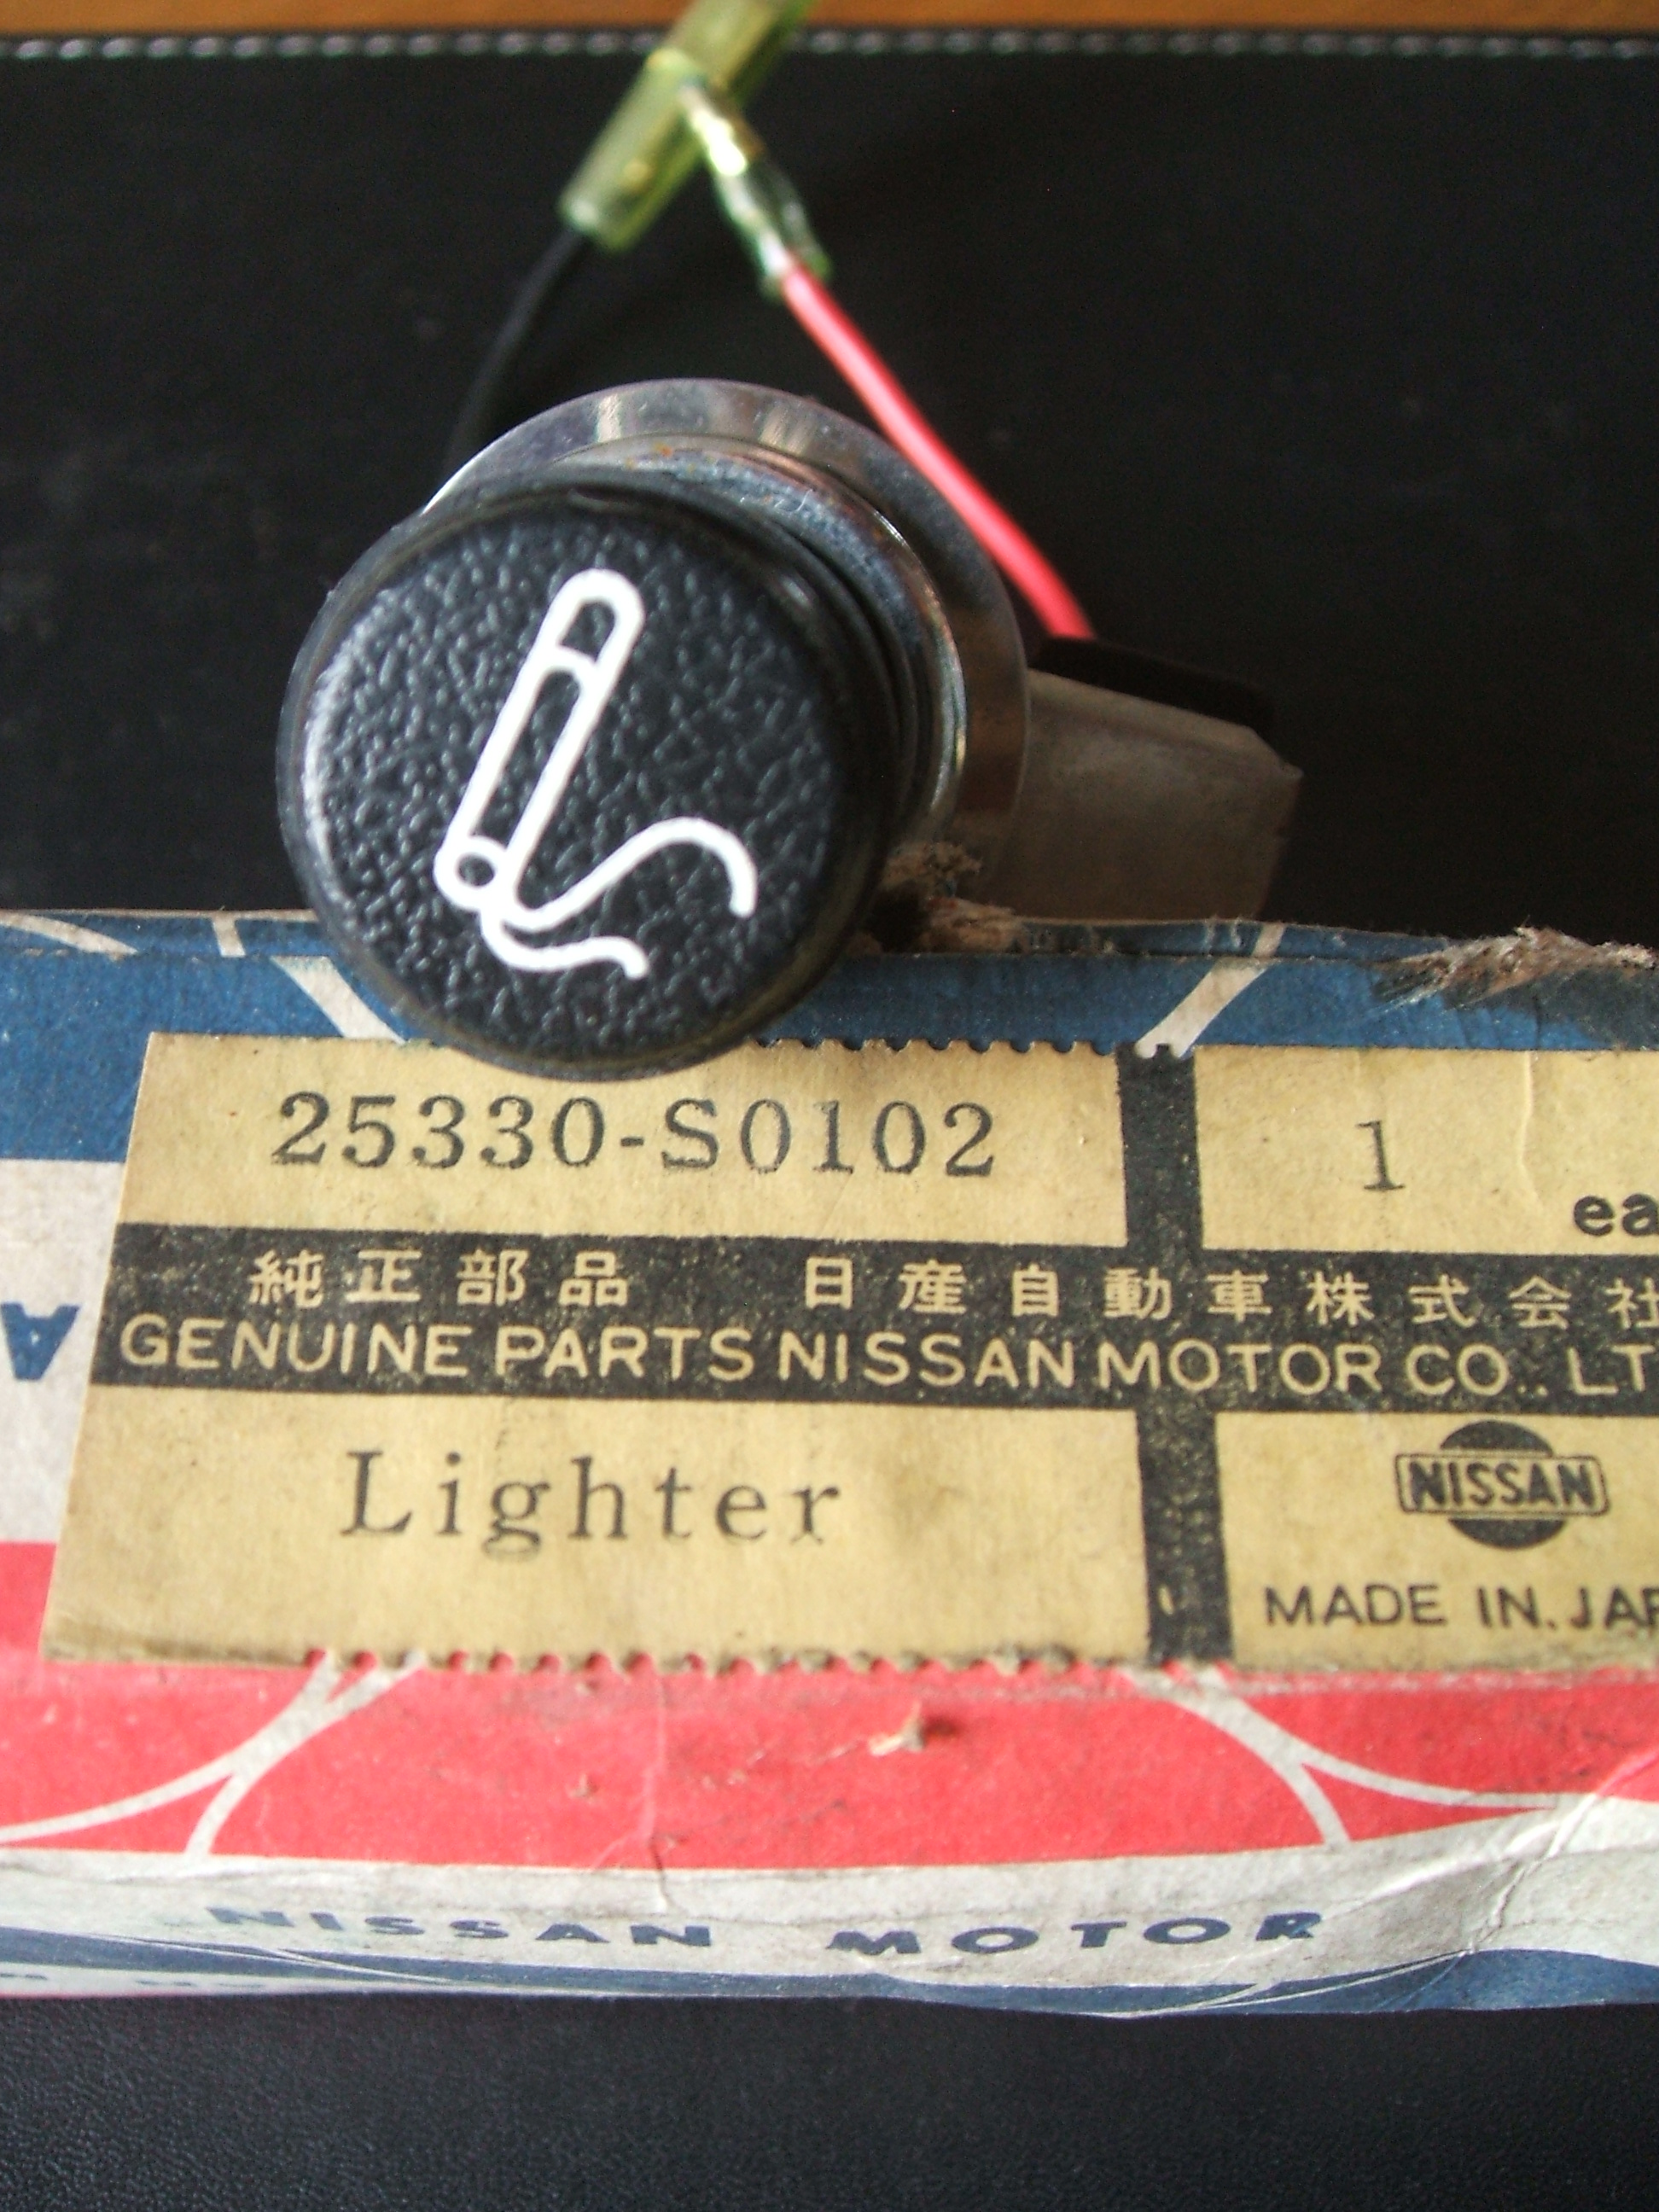 25330-S0102
1
ea
純正部品 日産自動車株式会社
GENUINE PARTS NISSAN MOTOR CO., LT
A
Lighter
NISSAN
MADE IN JAP
NISSAN MOTOR